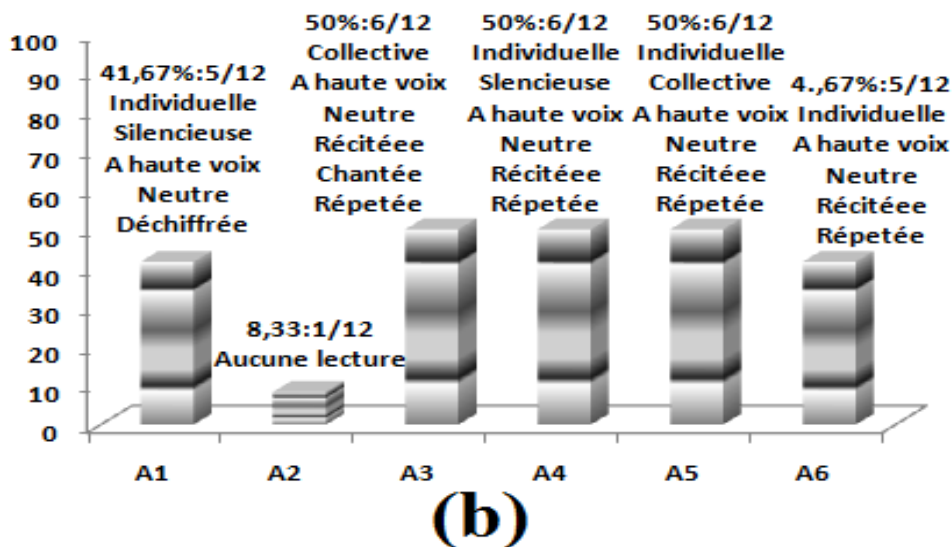 100
90
80
70
60
50
40
30
20
10
0
41,67%:5/12
Individuelle
Silencieuse
A haute voix
Neutre
Déchiffrée
8,33:1/12
Aucune lecture
50%:6/12
Collective
A haute voix
Neutre
Récitéee
Chantée
Répetée
50%:6/12
Individuelle
Slencieuse
A haute voix
Neutre
Récitéee
Répetée
50%:6/12
Individuelle
Collective
A haute voix
Neutre
Récitéee
Répetée
4.,67%:5/12
Individuelle
A haute voix
Neutre
Récitéee
Répetée
A1 A2 A3 A4 A5 A6
(b)